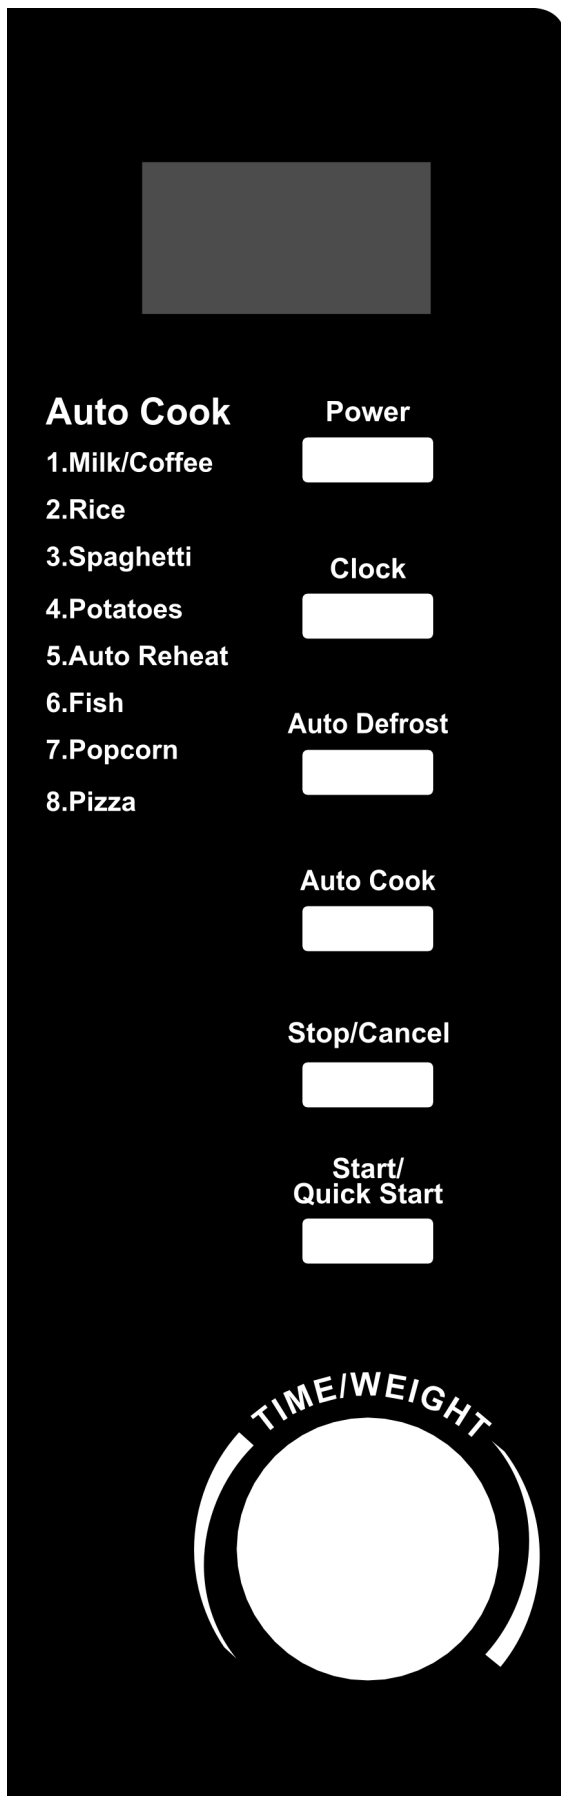 Auto Cook
1.Milk/Coffee
2.Rice
3.Spaghetti
4.Potatoes
5.Auto Reheat
6.Fish
7.Popcorn
8.Pizza
Power
Clock
Auto Defrost
Auto Cook
Stop/Cancel
Start/
Quick Start
TIME/WEIGHT